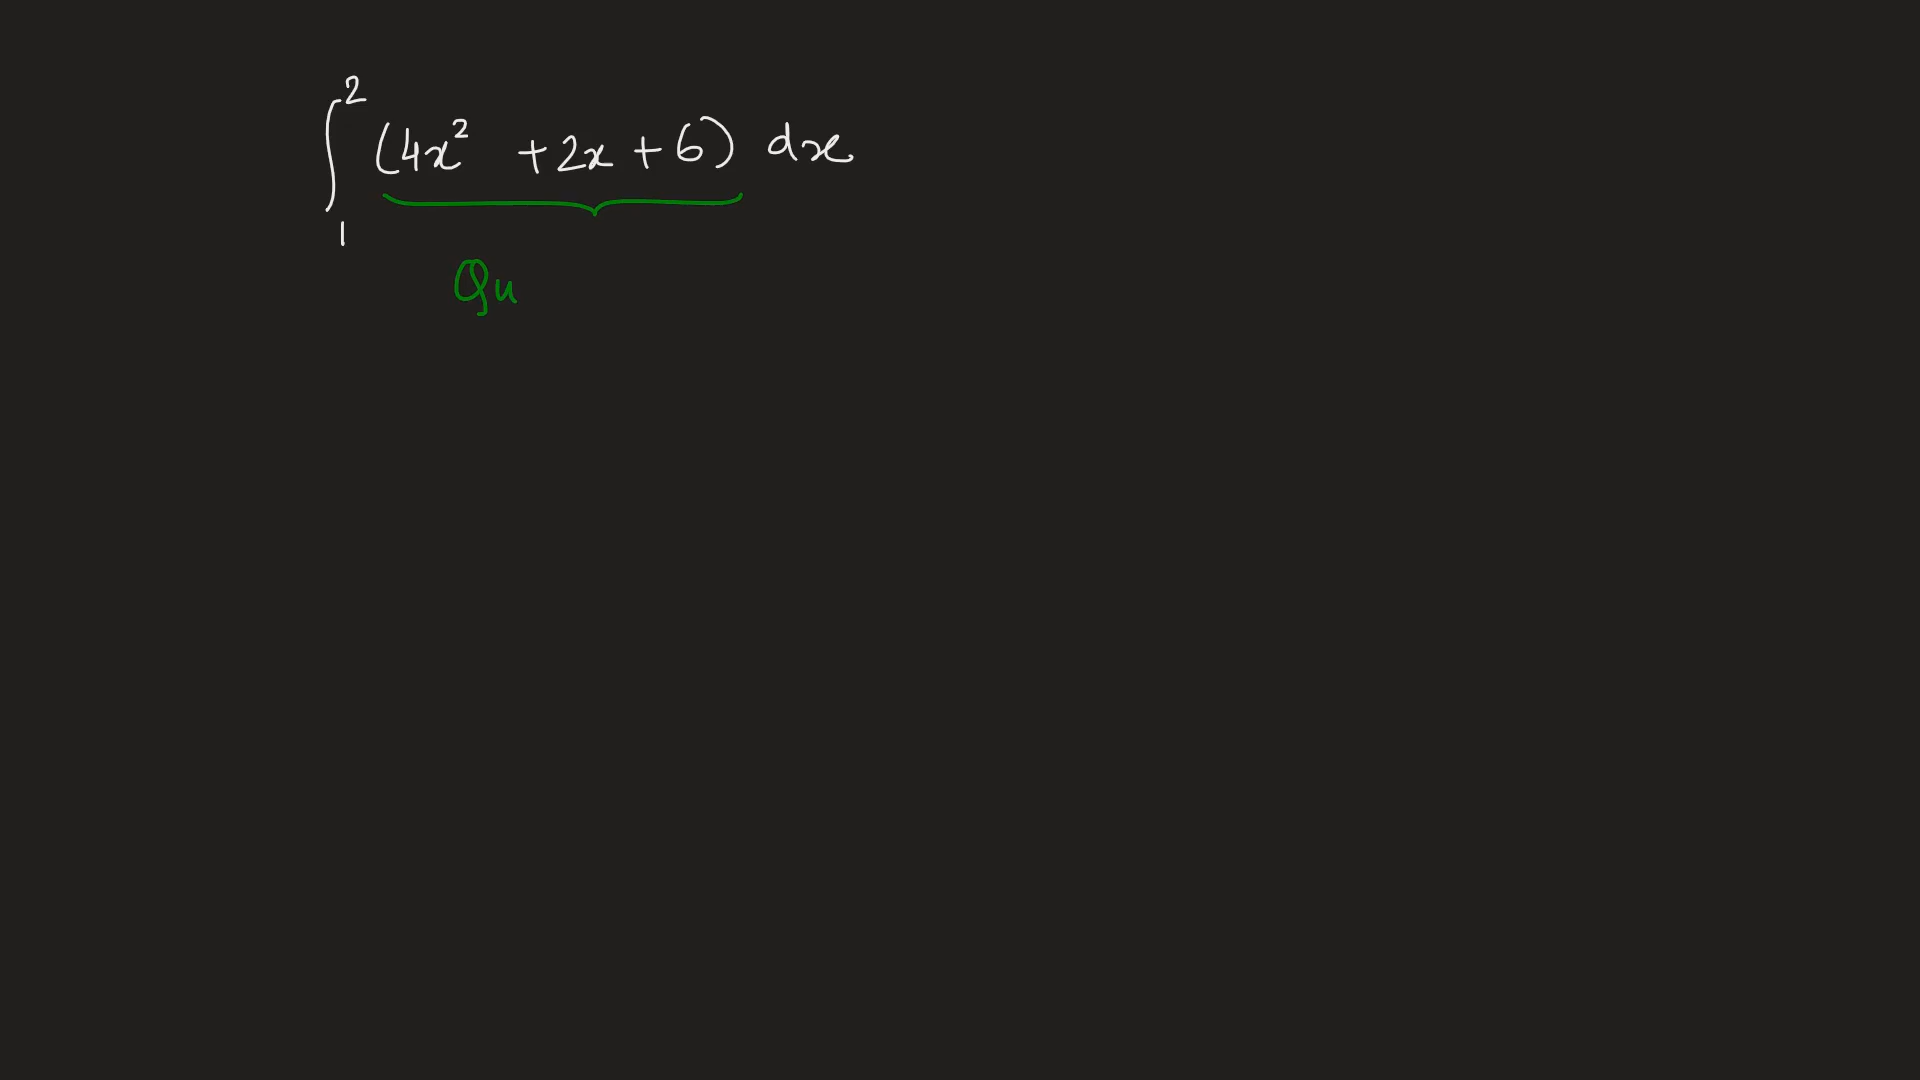 ∫₁² (4x² + 2x + 6) dx
Qu